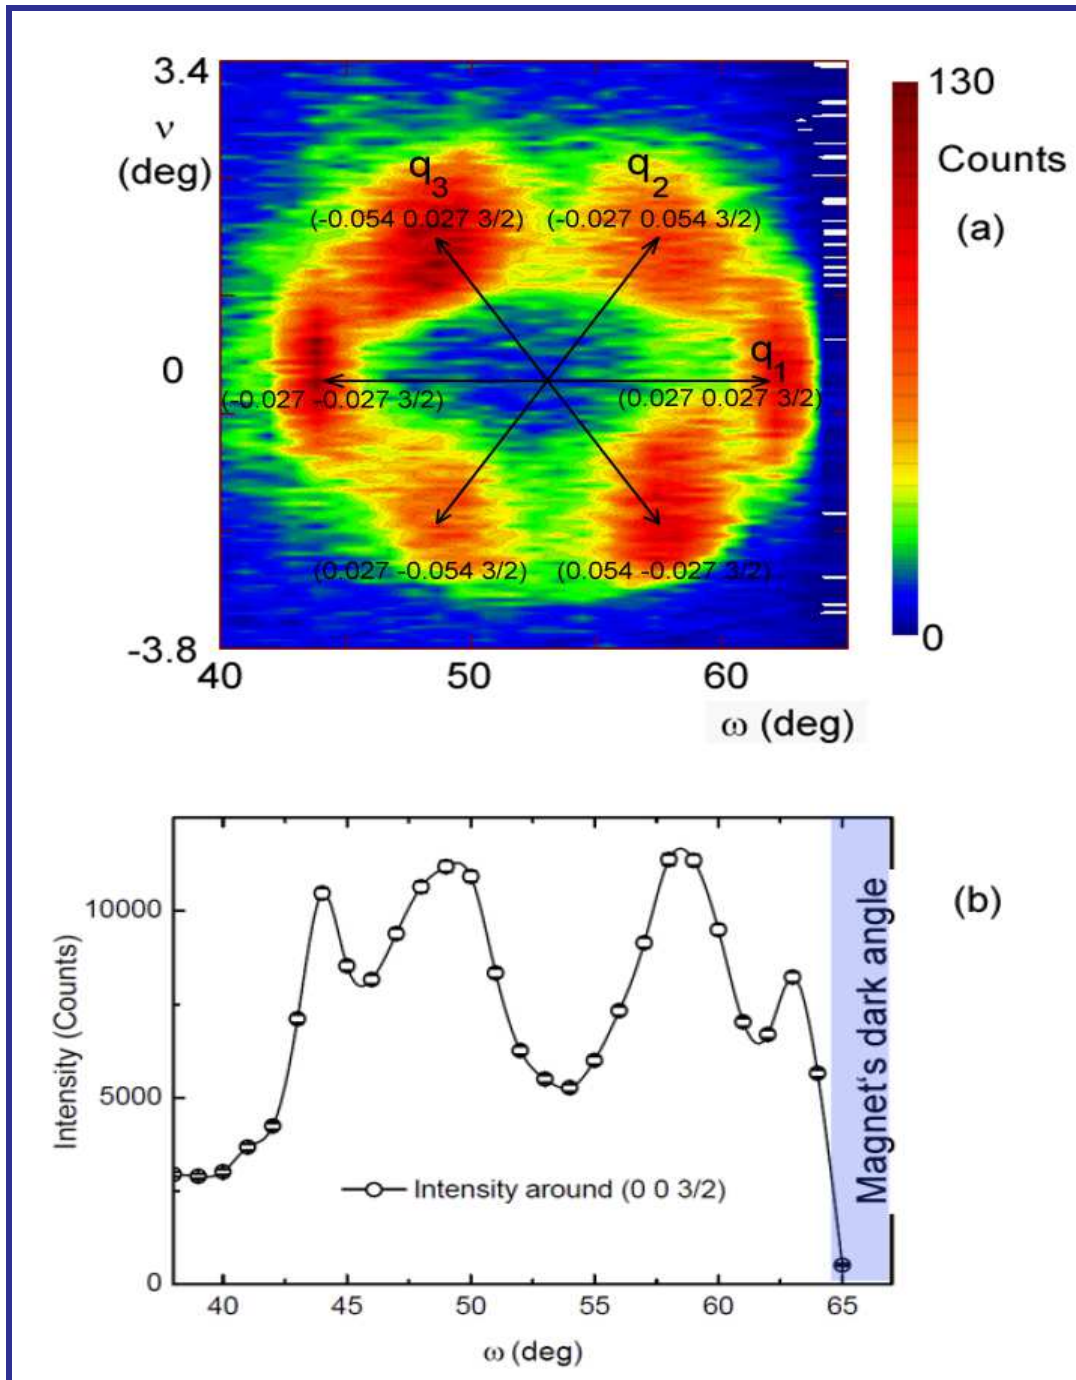 3.4
ν
(deg)
0
-3.8
40
50
60
ω (deg)
q3
(-0.054 0.027 3/2)
q2
(-0.027 0.054 3/2)
q1
(-0.027 -0.027 3/2)
(0.027 0.027 3/2)
(0.027 -0.054 3/2)
(0.054 -0.027 3/2)
130
Counts
(a)
0
Intensity (Counts)
10000
5000
0
Intensity around (0 0 3/2)
Magnet's dark angle
(b)
40
45
50
55
60
65
ω (deg)